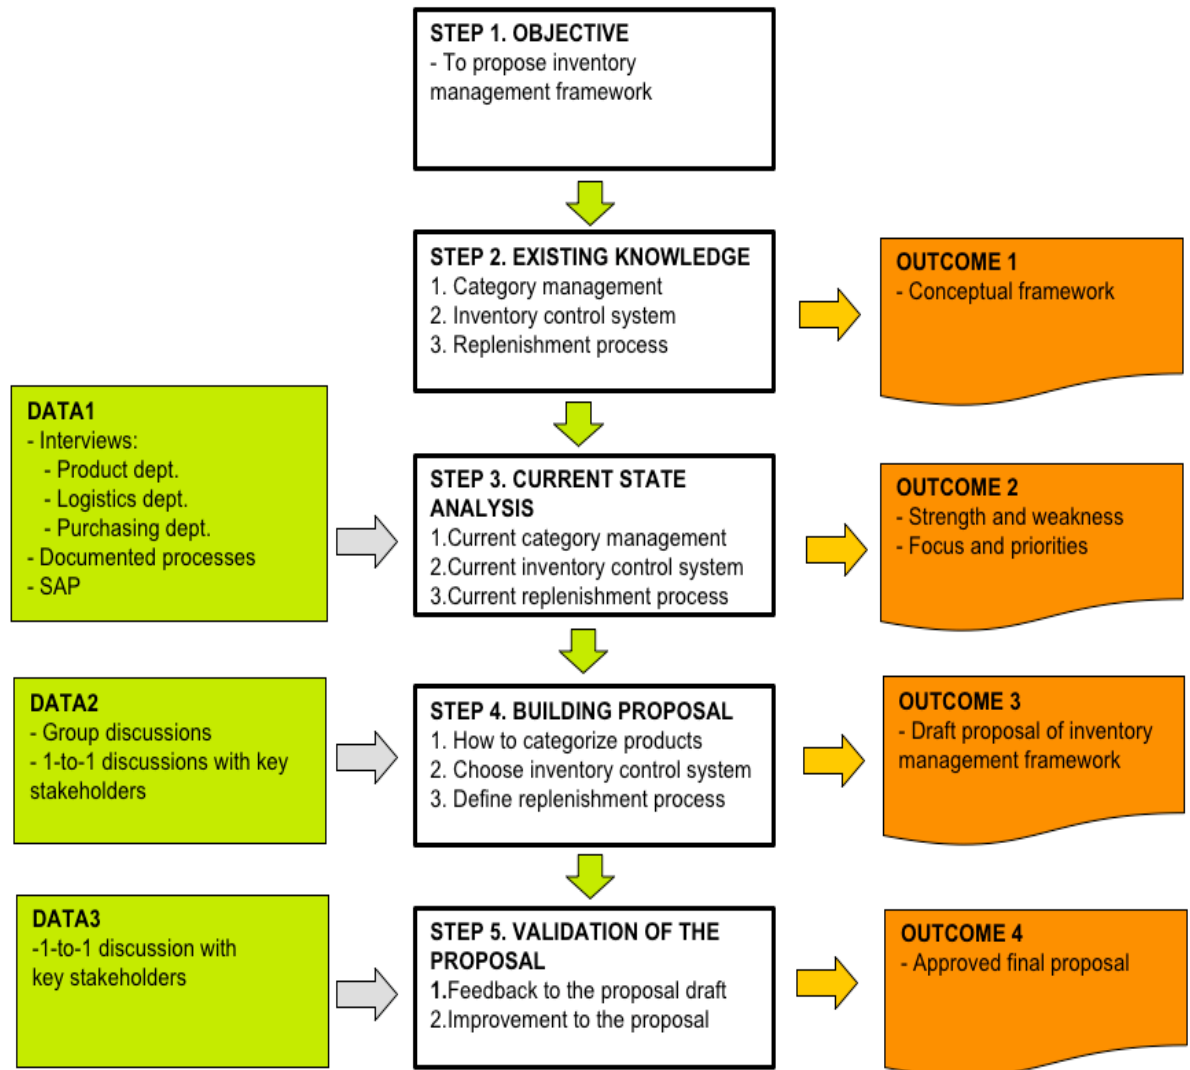 STEP 1. OBJECTIVE
- To propose inventory
management framework
STEP 2. EXISTING KNOWLEDGE
1. Category management
2. Inventory control system
3. Replenishment process
OUTCOME 1
- Conceptual framework
DATA1
- Interviews:
- Product dept.
- Logistics dept.
- Purchasing dept.
- Documented processes
- SAP
STEP 3. CURRENT STATE
ANALYSIS
1.Current category management
2.Current inventory control system
3.Current replenishment process
OUTCOME 2
- Strength and weakness
- Focus and priorities
DATA2
- Group discussions
- 1-to-1 discussions with key
stakeholders
STEP 4. BUILDING PROPOSAL
1. How to categorize products
2. Choose inventory control system
3. Define replenishment process
OUTCOME 3
- Draft proposal of inventory
management framework
DATA3
-1-to-1 discussion with
key stakeholders
STEP 5. VALIDATION OF THE
PROPOSAL
1.Feedback to the proposal draft
2.Improvement to the proposal
OUTCOME 4
- Approved final proposal